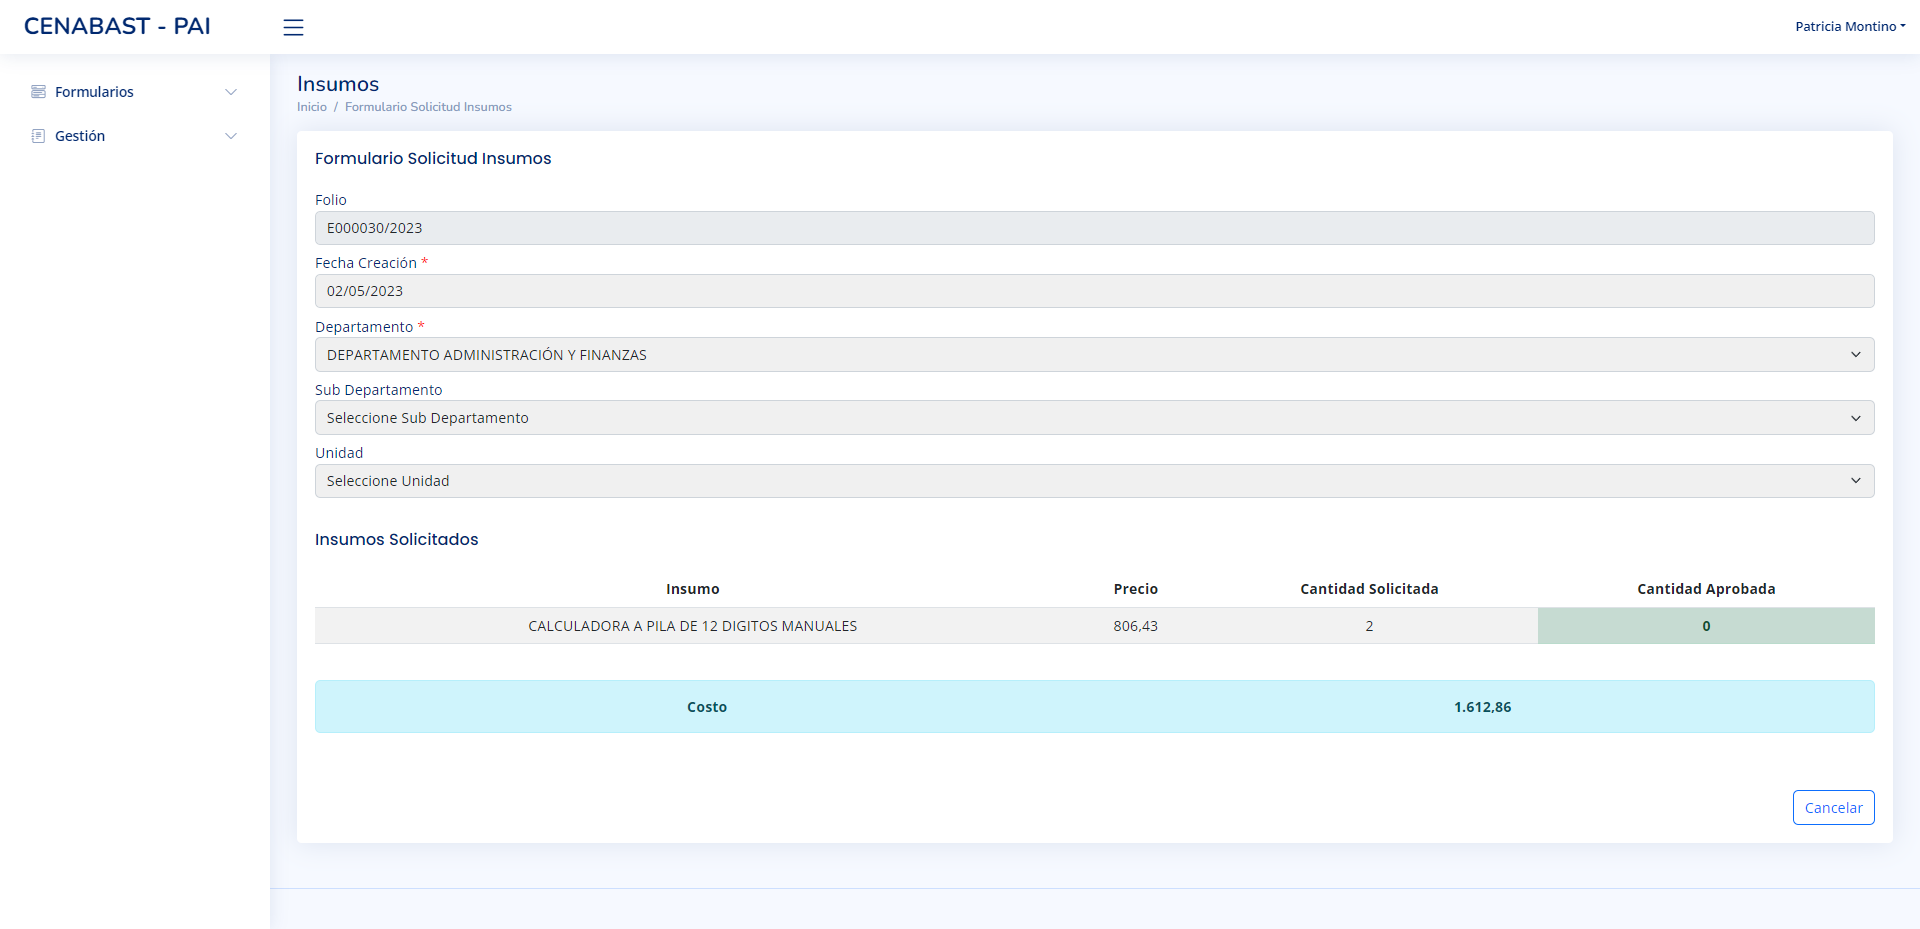 CENABAST - PAI
Patricia Montino
Formularios
Gestión
Insumos
Inicio / Formulario Solicitud Insumos
Formulario Solicitud Insumos
Folio
E000030/2023
Fecha Creación *
02/05/2023
Departamento *
DEPARTAMENTO ADMINISTRACIÓN Y FINANZAS
Sub Departamento
Seleccione Sub Departamento
Unidad
Seleccione Unidad
Insumos Solicitados
Insumo Precio Cantidad Solicitada Cantidad Aprobada
CALCULADORA A PILA DE 12 DIGITOS MANUALES 806,43 2 0
Costo 1.612,86
Cancelar